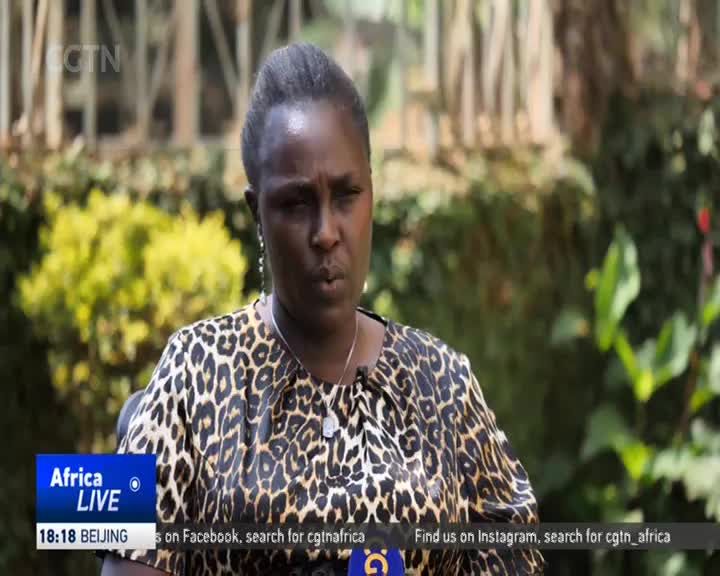 CGTN
Africa
LIVE
18:18 BEIJING
s on Facebook, search for cgtnafrica Find us on Instagram, search for cgtn_africa